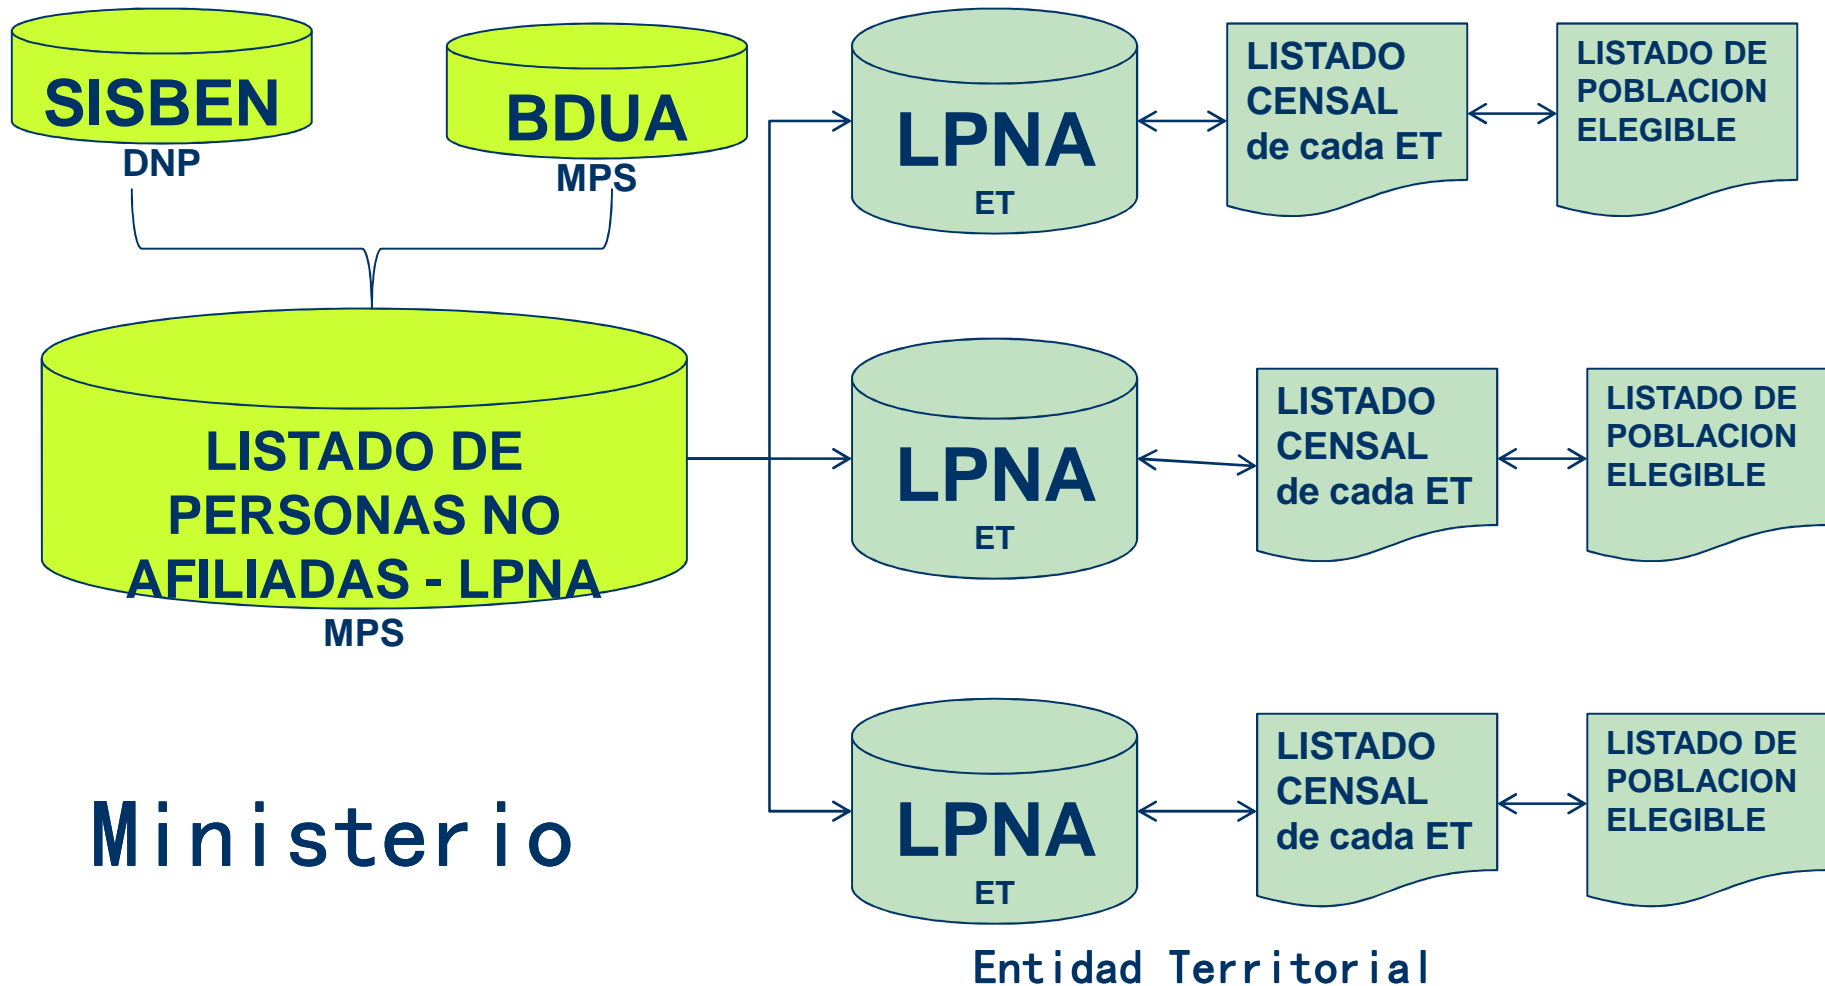 SISBEN
DNP
BDUA
MPS
LISTADO DE
PERSONAS NO
AFILIADAS - LPNA
MPS
Ministerio
LPNA
ET
LISTADO
CENSAL
de cada ET
LISTADO DE
POBLACION
ELEGIBLE
LPNA
ET
LISTADO
CENSAL
de cada ET
LISTADO DE
POBLACION
ELEGIBLE
LPNA
ET
LISTADO
CENSAL
de cada ET
LISTADO DE
POBLACION
ELEGIBLE
Entidad Territorial